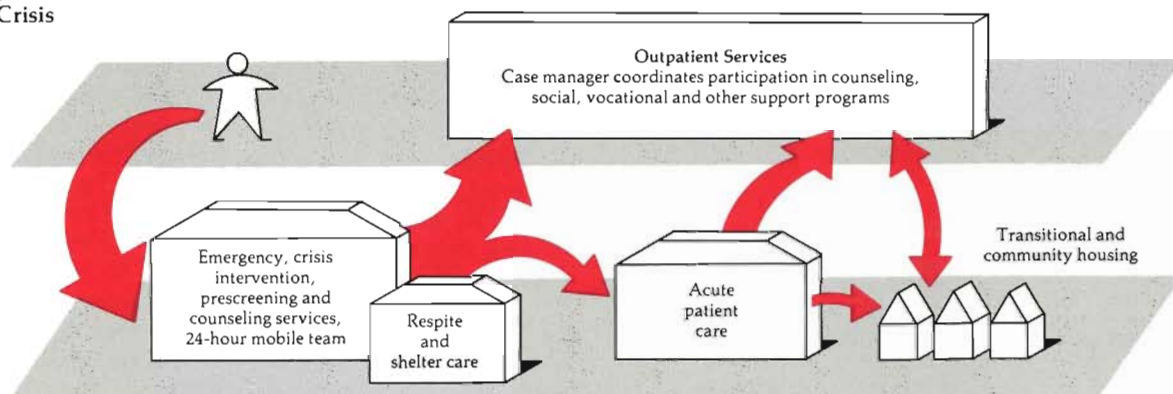 Crisis
Outpatient Services
Case manager coordinates participation in counseling,
social, vocational and other support programs
Emergency, crisis
intervention,
prescreening and
counseling services,
24-hour mobile team
Respite
and
shelter care
Acute
patient
care
Transitional and
community housing